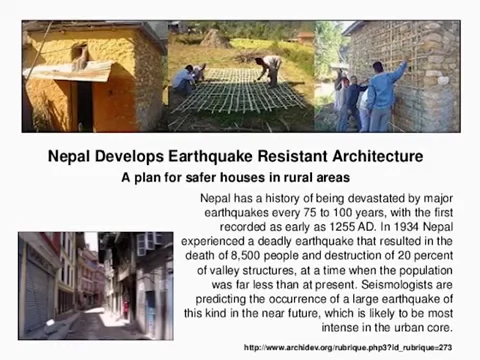 Nepal Develops Earthquake Resistant Architecture
A plan for safer houses in rural areas
Nepal has a history of being devastated by major
earthquakes every 75 to 100 years, with the first
recorded as early as 1255 AD. In 1934 Nepal
experienced a deadly earthquake that resulted in the
death of 8,500 people and destruction of 20 percent
of valley structures, at a time when the population
was far less than at present. Seismologists are
predicting the occurrence of a large earthquake of
this kind in the near future, which is likely to be most
intense in the urban core.
http://www.archidev.org/rubrique.php3?id_rubrique=273